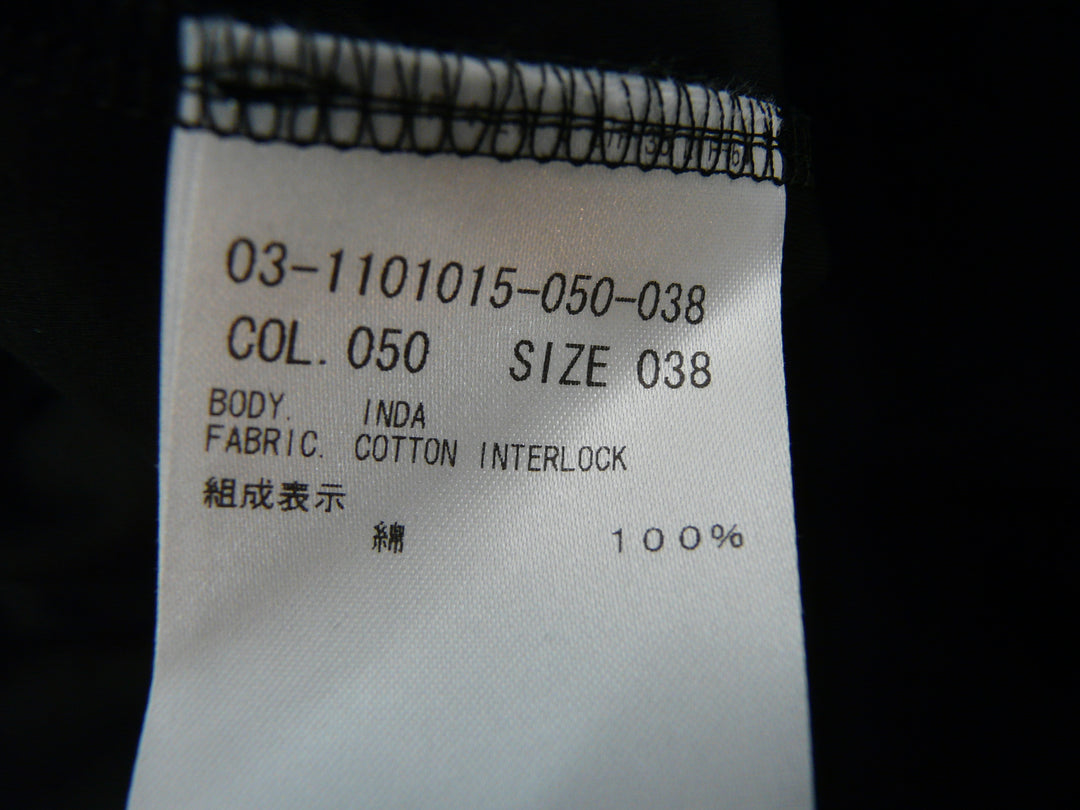 03-1101015-050-038
COL. 050 SIZE 038
BODY. INDA
FABRIC. COTTON INTERLOCK
組成表示
綿 100%